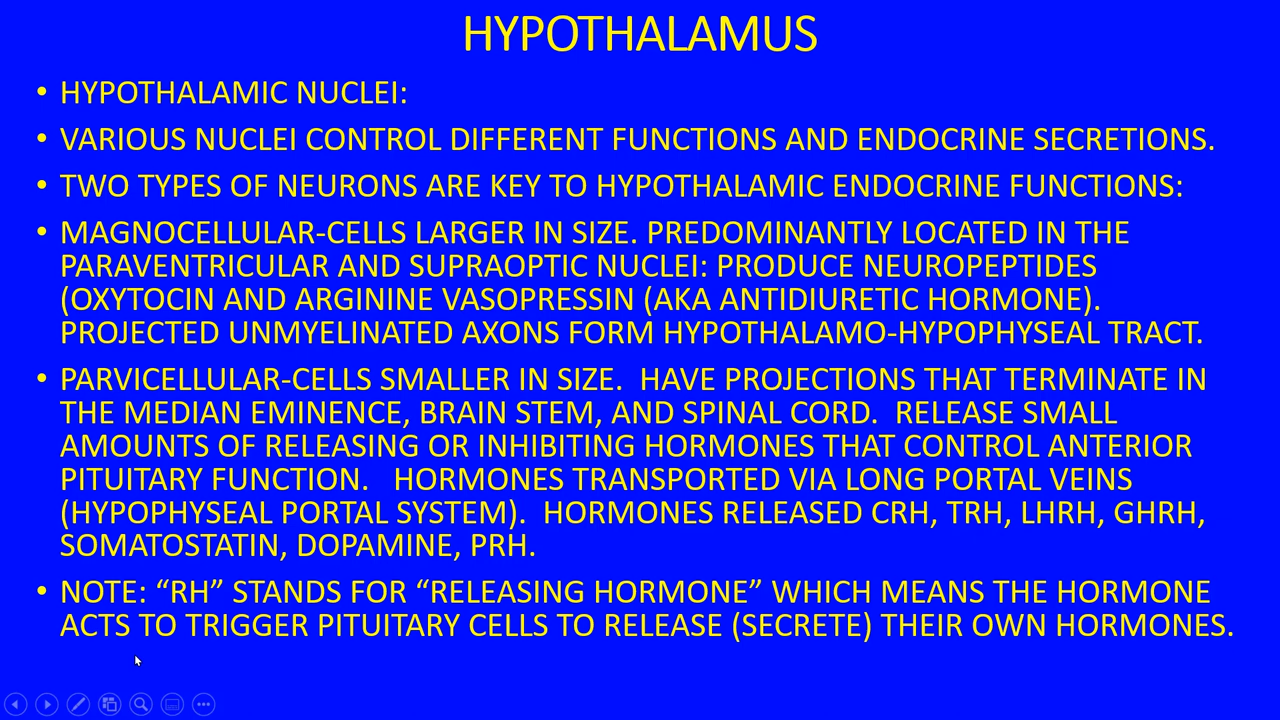 HYPOTHALAMUS
• HYPOTHALAMIC NUCLEI:
• VARIOUS NUCLEI CONTROL DIFFERENT FUNCTIONS AND ENDOCRINE SECRETIONS.
• TWO TYPES OF NEURONS ARE KEY TO HYPOTHALAMIC ENDOCRINE FUNCTIONS:
• MAGNOCELLULAR-CELLS LARGER IN SIZE. PREDOMINANTLY LOCATED IN THE
PARAVENTRICULAR AND SUPRAOPTIC NUCLEI: PRODUCE NEUROPEPTIDES
(OXYTOCIN AND ARGININE VASOPRESSIN (AKA ANTIDIURETIC HORMONE).
PROJECTED UNMYELINATED AXONS FORM HYPOTHALAMO-HYPOPHYSEAL TRACT.
• PARVICELLULAR-CELLS SMALLER IN SIZE.  HAVE PROJECTIONS THAT TERMINATE IN
THE MEDIAN EMINENCE, BRAIN STEM, AND SPINAL CORD.  RELEASE SMALL
AMOUNTS OF RELEASING OR INHIBITING HORMONES THAT CONTROL ANTERIOR
PITUITARY FUNCTION.   HORMONES TRANSPORTED VIA LONG PORTAL VEINS
(HYPOPHYSEAL PORTAL SYSTEM).  HORMONES RELEASED CRH, TRH, LHRH, GHRH,
SOMATOSTATIN, DOPAMINE, PRH.
• NOTE: “RH” STANDS FOR “RELEASING HORMONE” WHICH MEANS THE HORMONE
ACTS TO TRIGGER PITUITARY CELLS TO RELEASE (SECRETE) THEIR OWN HORMONES.